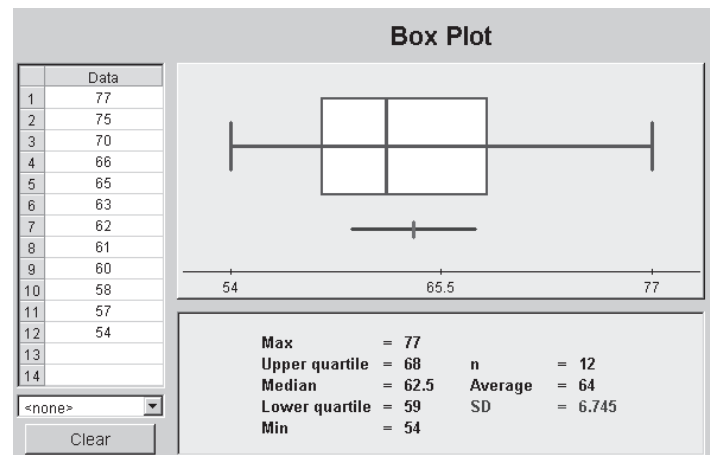 Box Plot
Data
1 77
2 75
3 70
4 66
5 65
6 63
7 62
8 61
9 60
10 58
11 57
12 54
13
14
<none>
Clear
54 65.5 77
Max = 77
Upper quartile = 68 n = 12
Median = 62.5 Average = 64
Lower quartile = 59 SD = 6.745
Min = 54